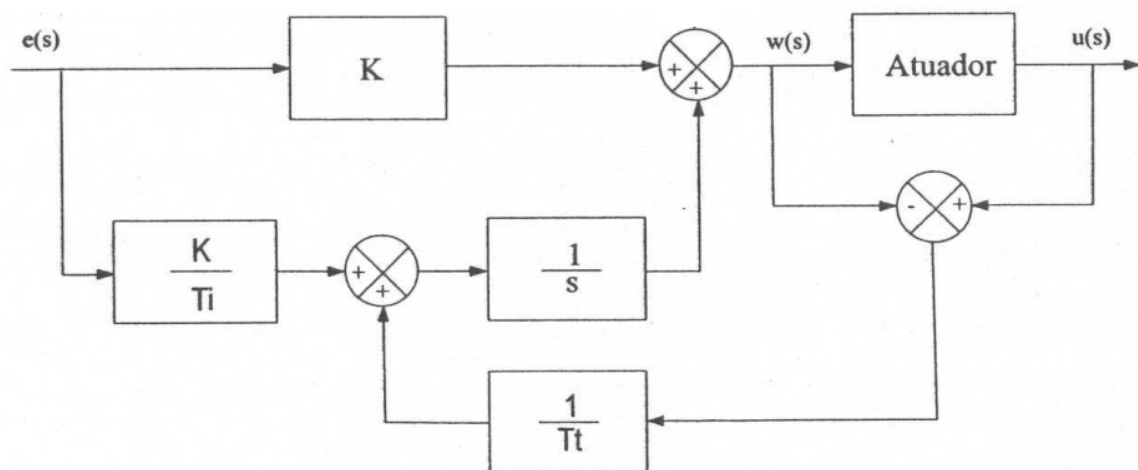 e(s)
K
+
+
w(s)
Atuador
u(s)
-
+
K
Ti
+
+
1
s
1
Tt